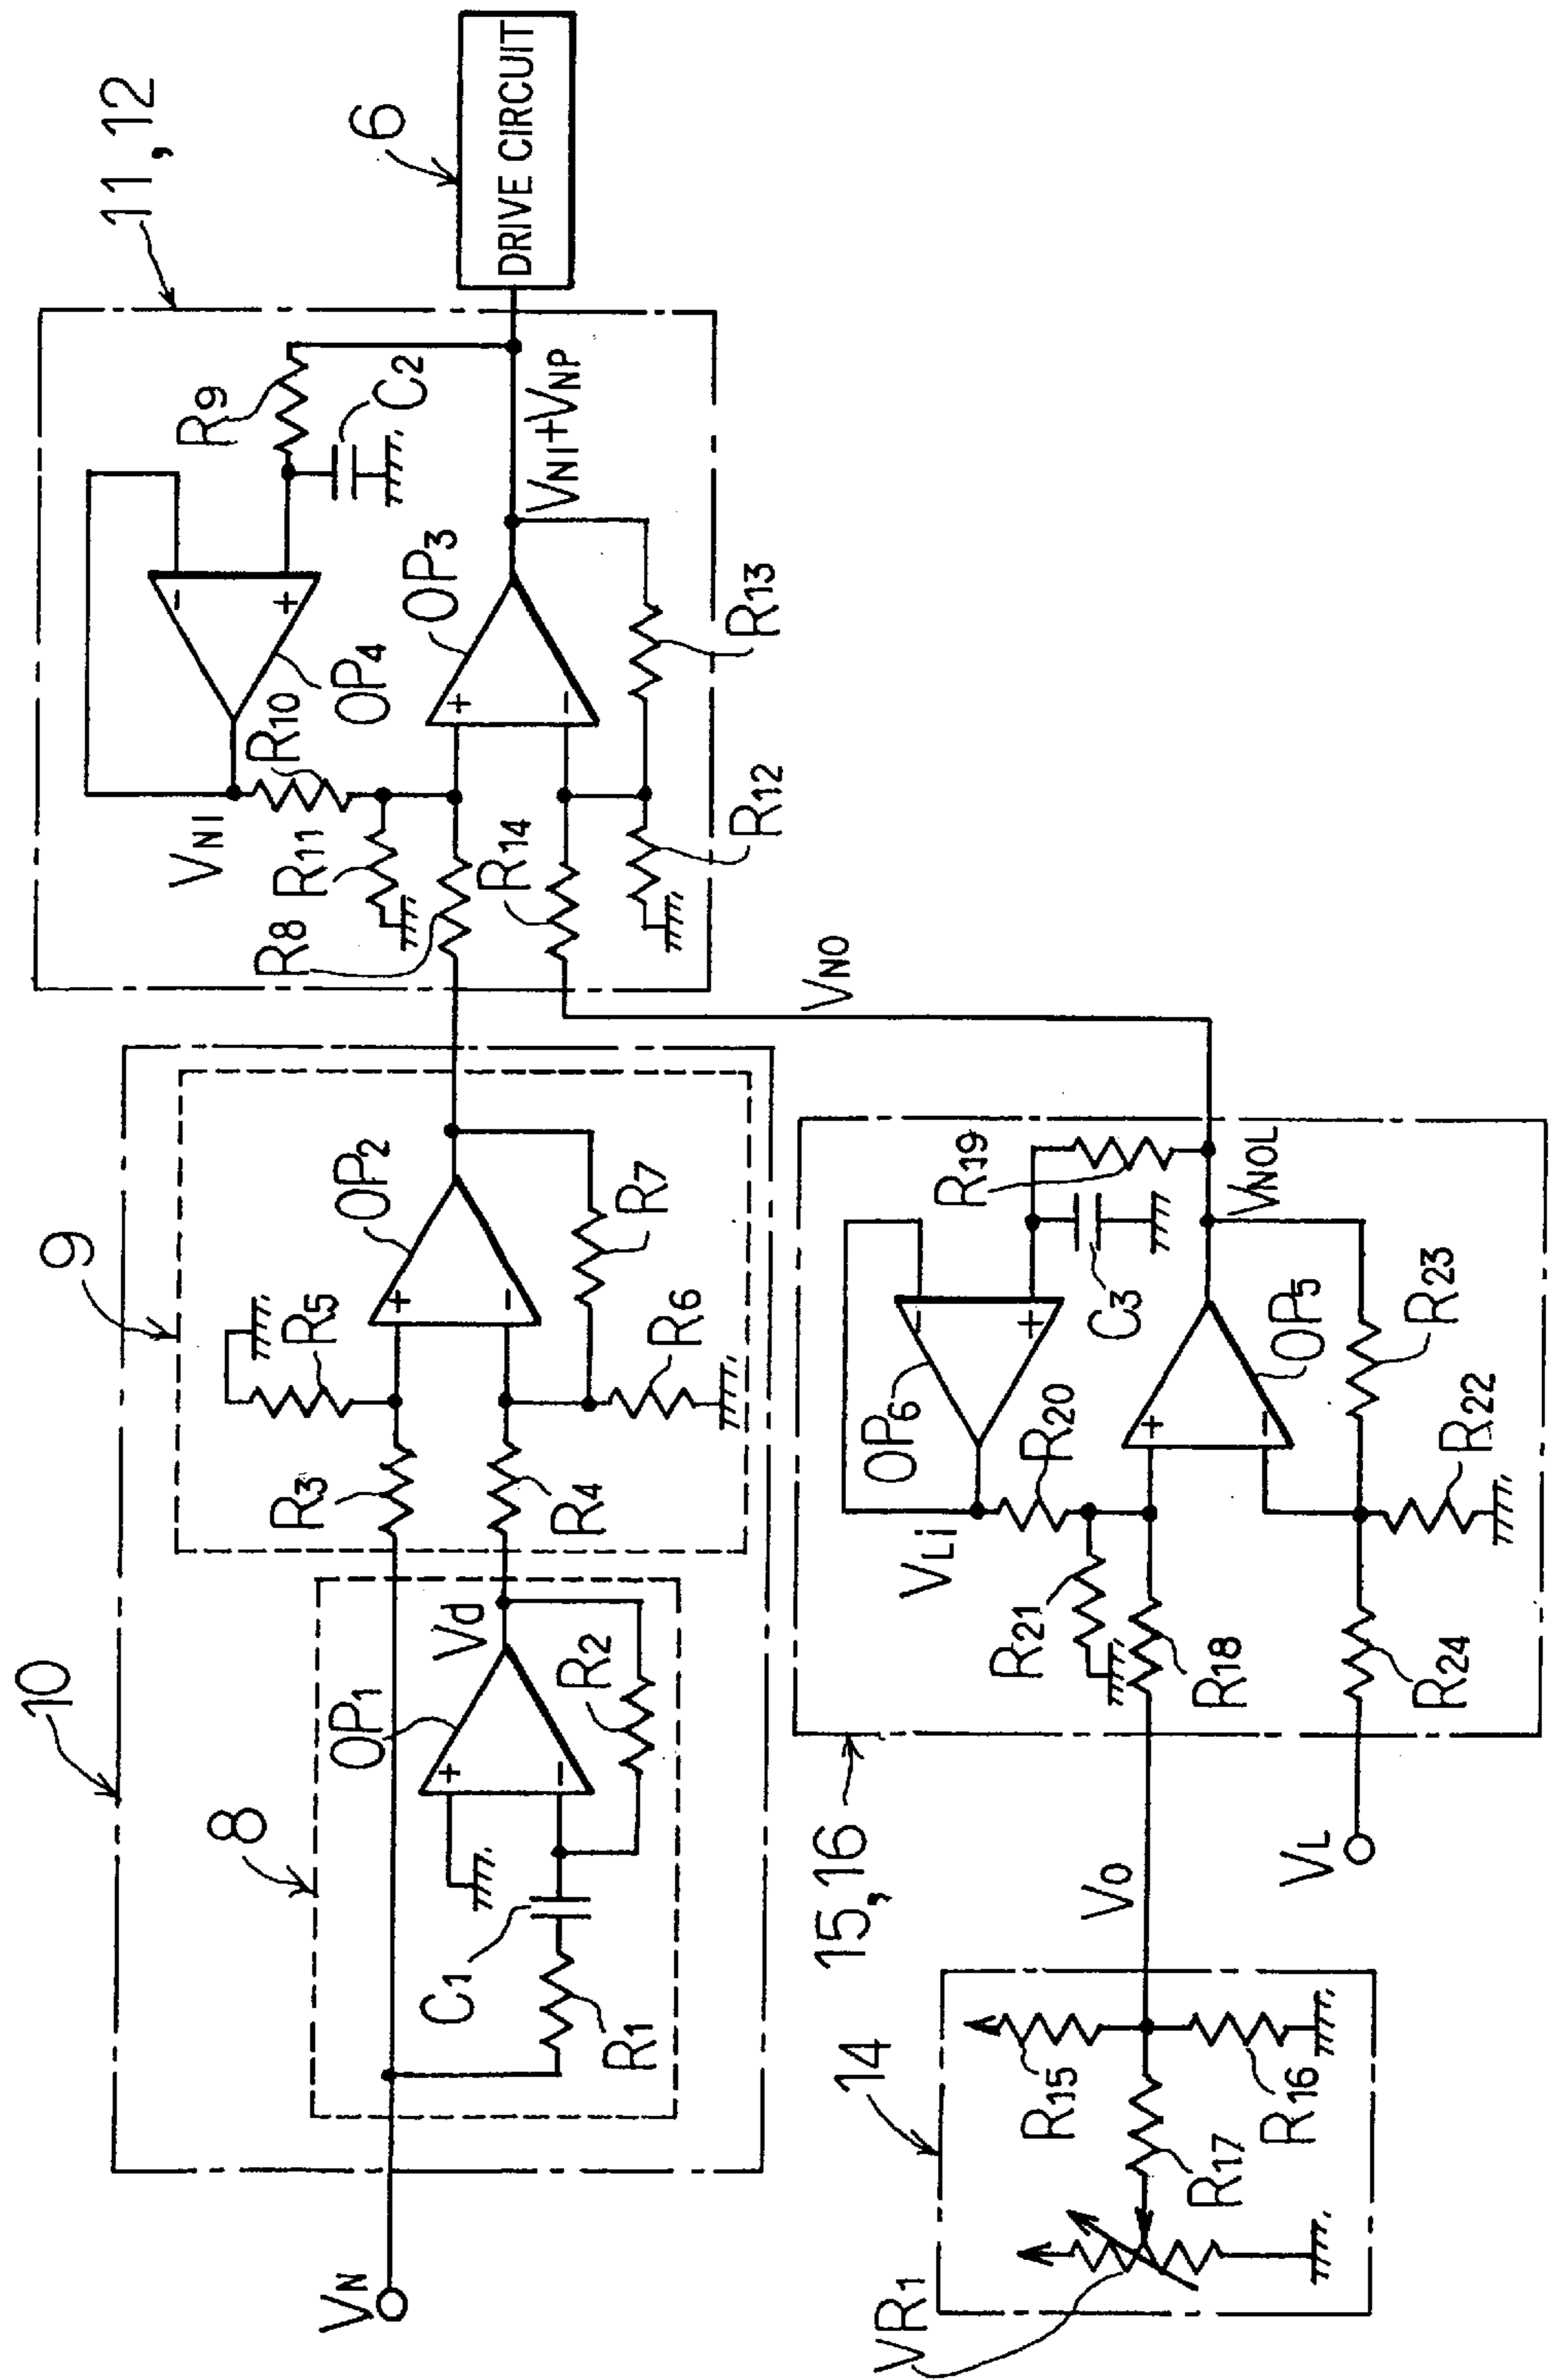 11, 12
6
DRIVE CIRCUIT
R9
C2
OP4
OP3
VNI
R10
VNI+VNP
R11
R8
R14
R13
R12
10
9
8
OP2
R5
R3
R7
R6
R4
Vd
OP1
R2
C1
R1
VN
VNO
R19
VNOL
C3
OP6
R20
OP5
R23
VLi
R22
R21
R18
R24
15, 16
VO
VL
14
R15
R16
R17
VR1